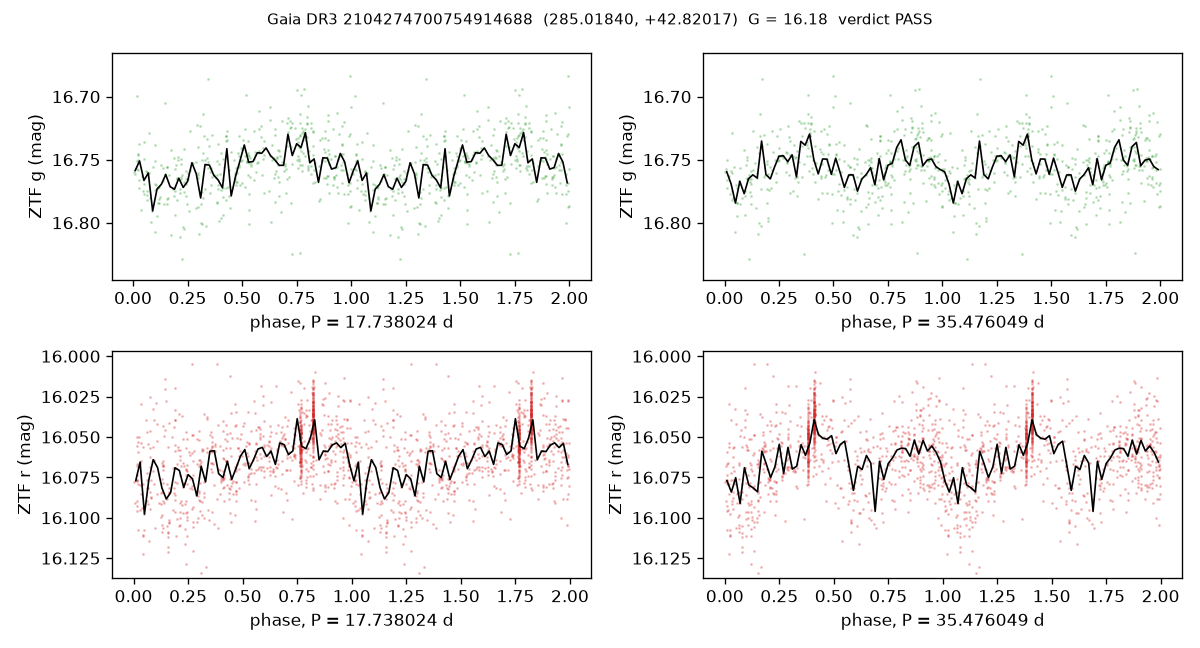 Gaia DR3 2104274700754914688 (285.01840, +42.82017) G = 16.18 verdict PASS
16.70
16.75
16.80
ZTF g (mag)
0.00 0.25 0.50 0.75 1.00 1.25 1.50 1.75 2.00
phase, P = 17.738024 d
16.70
16.75
16.80
ZTF g (mag)
0.00 0.25 0.50 0.75 1.00 1.25 1.50 1.75 2.00
phase, P = 35.476049 d
16.000
16.025
16.050
16.075
16.100
16.125
ZTF r (mag)
0.00 0.25 0.50 0.75 1.00 1.25 1.50 1.75 2.00
phase, P = 17.738024 d
16.000
16.025
16.050
16.075
16.100
16.125
ZTF r (mag)
0.00 0.25 0.50 0.75 1.00 1.25 1.50 1.75 2.00
phase, P = 35.476049 d